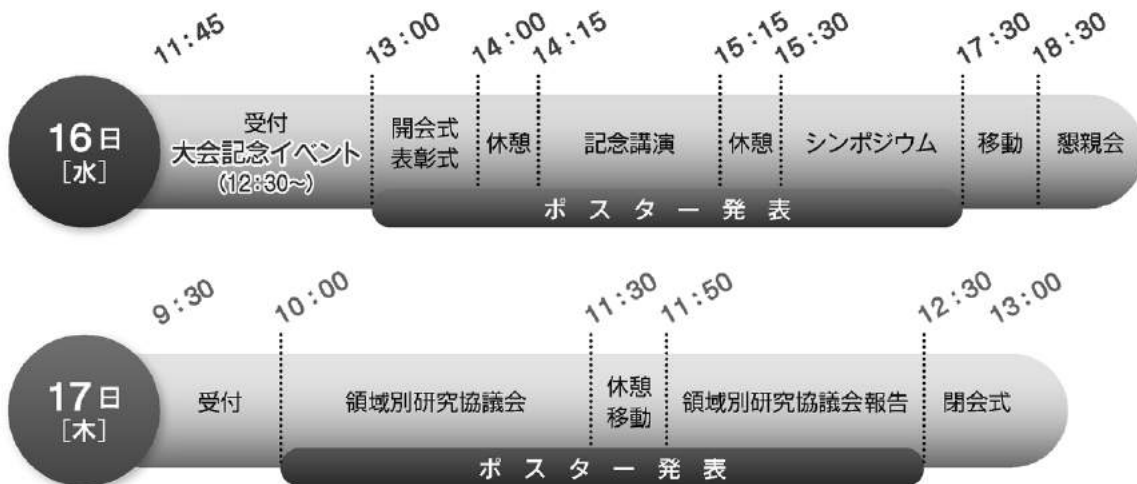 11:45
13:00
14:00
14:15
15:15
15:30
17:30
18:30
16日
[水]
受付
大会記念イベント
(12:30～)
開会式
表彰式
休憩
記念講演
休憩
シンポジウム
移動
懇親会
ポスター発表
9:30
10:00
11:30
11:50
12:30
13:00
17日
[木]
受付
領域別研究協議会
休憩
移動
領域別研究協議会報告
閉会式
ポスター発表